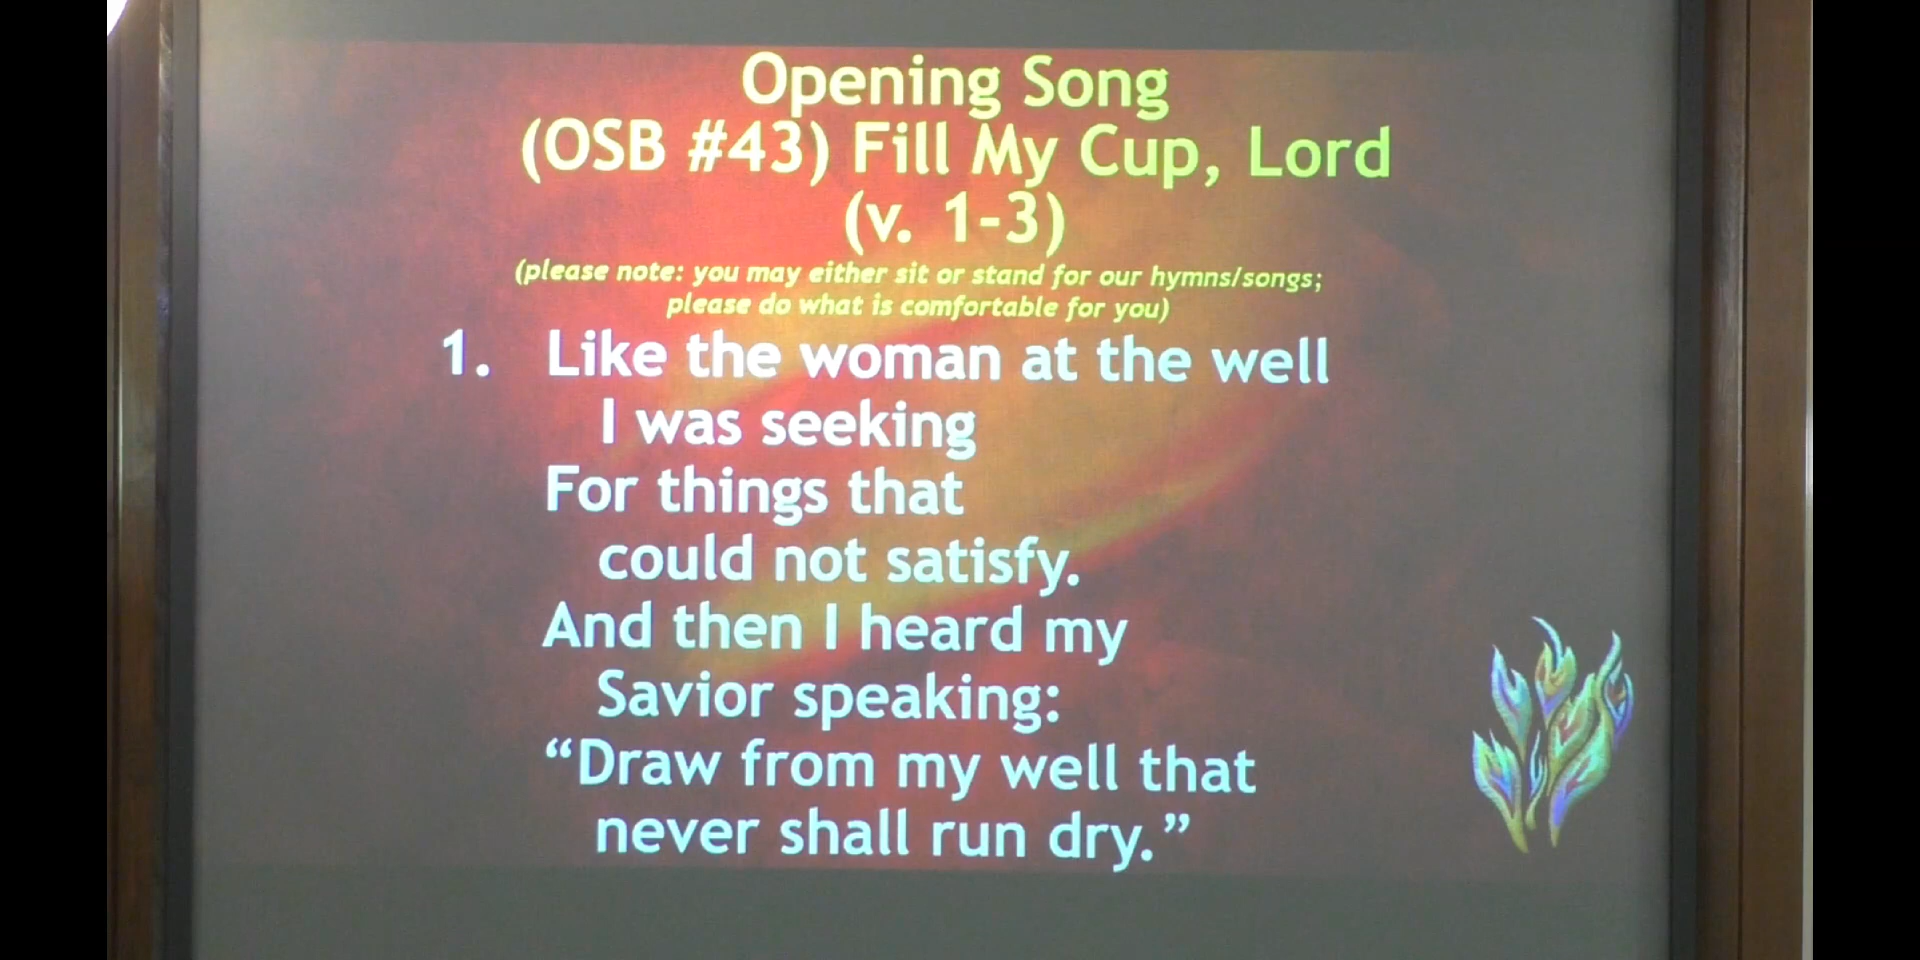 Opening Song
(OSB #43) Fill My Cup, Lord
(v. 1-3)
(please note: you may either sit or stand for our hymns/songs;
please do what is comfortable for you)
1. Like the woman at the well
I was seeking
For things that
could not satisfy.
And then I heard my
Savior speaking:
“Draw from my well that
never shall run dry.”